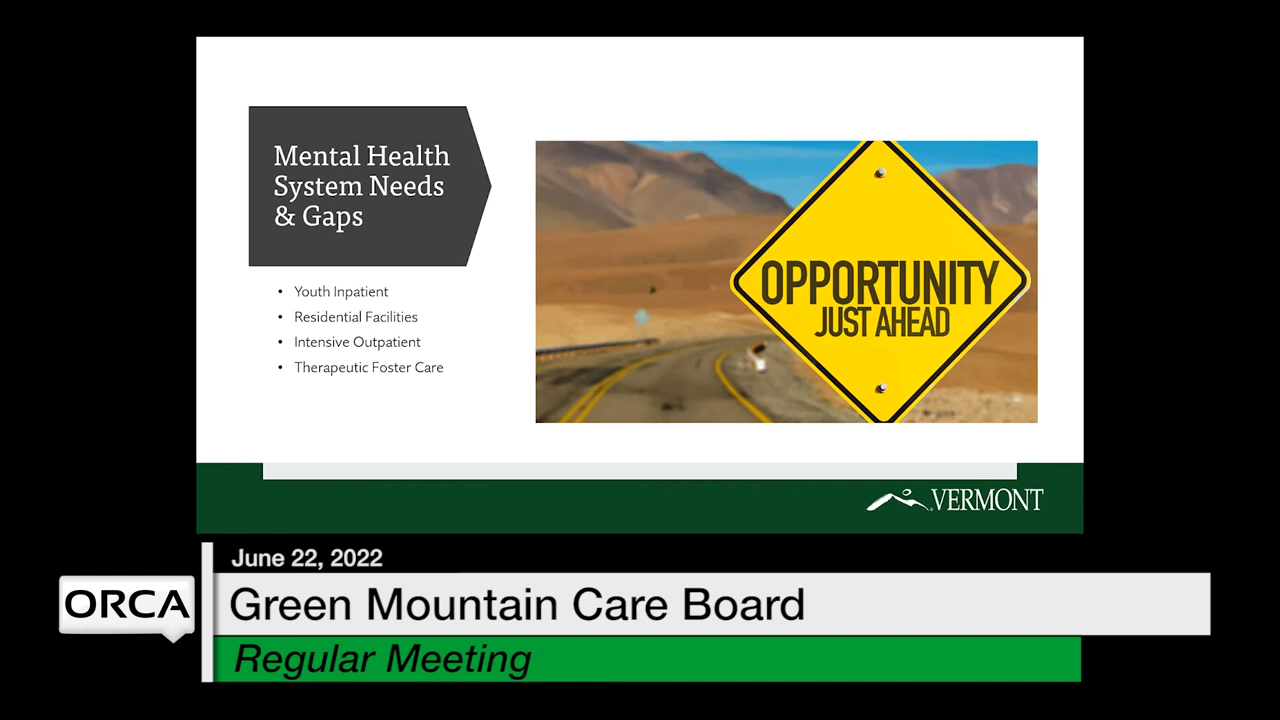 Mental Health
System Needs
& Gaps
• Youth Inpatient
• Residential Facilities
• Intensive Outpatient
• Therapeutic Foster Care
OPPORTUNITY
JUST AHEAD
VERMONT
June 22, 2022
ORCA
Green Mountain Care Board
Regular Meeting